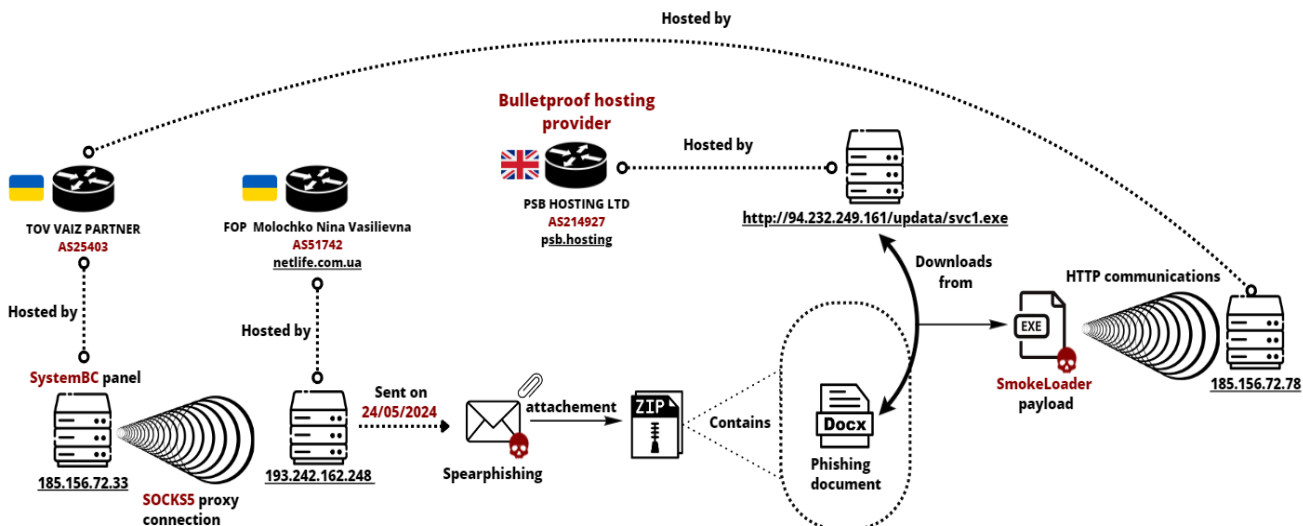 Hosted by
Bulletproof hosting
provider
Hosted by
TOV VAIZ PARTNER
AS25403
FOP Molochko Nina Vasilievna
AS51742
netlife.com.ua
PSB HOSTING LTD
AS214927
psb.hosting
http://94.232.249.161/updata/svc1.exe
Downloads
from
HTTP communications
Hosted by
Hosted by
EXE
SystemBC panel
Sent on
24/05/2024
attachement
ZIP
Contains
Docx
SmokeLoader
payload
185.156.72.78
185.156.72.33
193.242.162.248
Spearphishing
Phishing
document
SOCKS5 proxy
connection